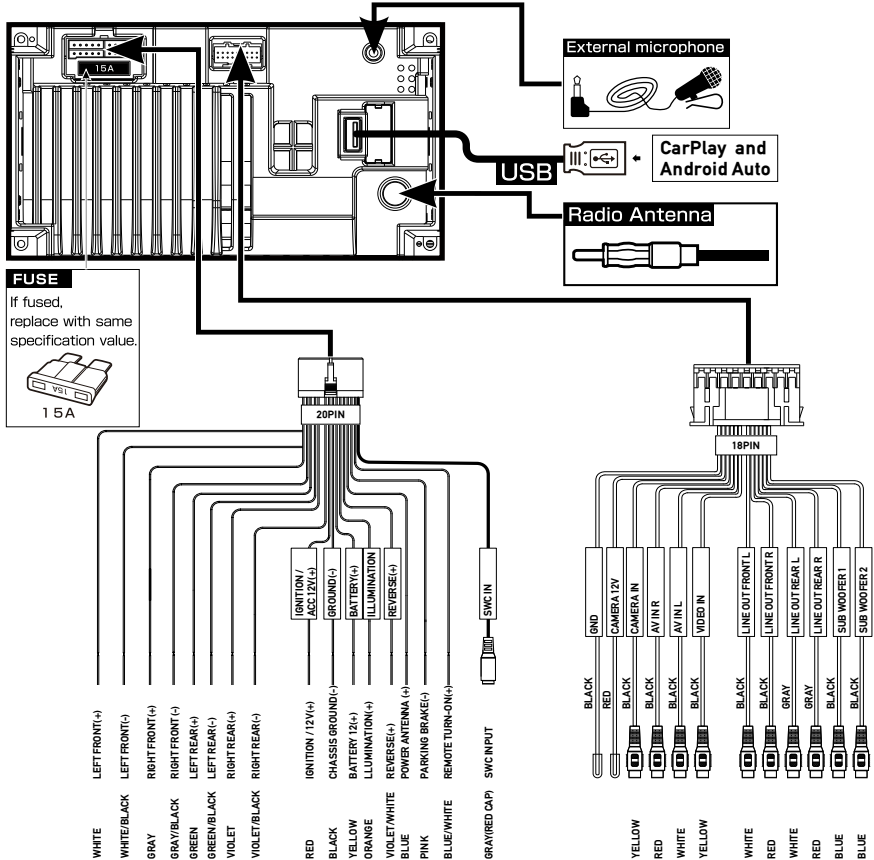 External microphone
15A
CarPlay and
Android Auto
USB
Radio Antenna
FUSE
If fused,
replace with same
specification value.
15A
15A
20PIN
18PIN
IGNITION /
ACC 12V(+)
GROUND(-)
BATTERY(+)
ILLUMINATION
REVERSE(+)
SWC IN
GND
CAMERA 12V
CAMERA IN
AV IN R
AV IN L
VIDEO IN
LINE OUT FRONT L
LINE OUT FRONT R
LINE OUT REAR L
LINE OUT REAR R
SUB WOOFER 1
SUB WOOFER 2
BLACK
RED
BLACK
BLACK
BLACK
BLACK
BLACK
BLACK
GRAY
GRAY
BLACK
BLACK
WHITE LEFT FRONT(+)
WHITE/BLACK LEFT FRONT(-)
GRAY RIGHT FRONT(+)
GRAY/BLACK RIGHT FRONT(-)
GREEN LEFT REAR(+)
GREEN/BLACK LEFT REAR(-)
VIOLET RIGHT REAR(+)
VIOLET/BLACK RIGHT REAR(-)
RED IGNITION / 12V(+)
BLACK CHASSIS GROUND(-)
YELLOW BATTERY 12(+)
ORANGE LLUMINATION(+)
VIOLET/WHITE REVERSE(+)
BLUE POWER ANTENNA (+)
PINK PARKING BRAKE(-)
BLUE/WHITE REMOTE TURN-ON(+)
GRAY(RED CAP) SWC INPUT
YELLOW
RED
WHITE
YELLOW
WHITE
RED
WHITE
RED
BLUE
BLUE